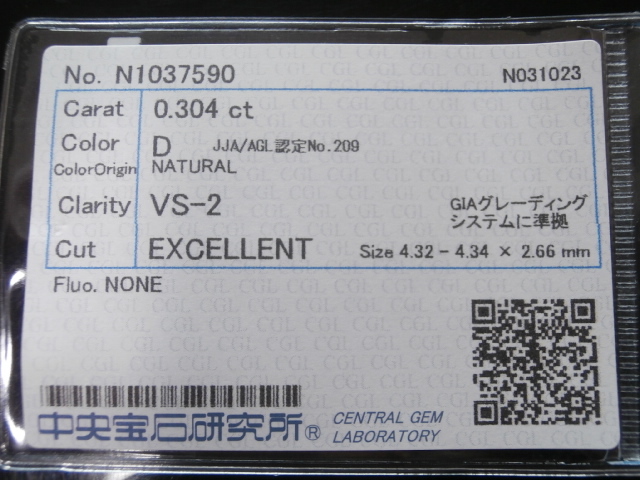 No. N1037590 N031023
Carat 0.304 ct
Color D JJA/AGL認定No.209
ColorOrigin NATURAL
Clarity VS-2 GIAグレーディング
システムに準拠
Cut EXCELLENT Size 4.32 - 4.34 × 2.66 mm
Fluo. NONE
中央宝石研究所® CENTRAL GEM
LABORATORY